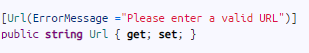 [Url(ErrorMessage ="Please enter a valid URL")]
public string Url { get; set; }